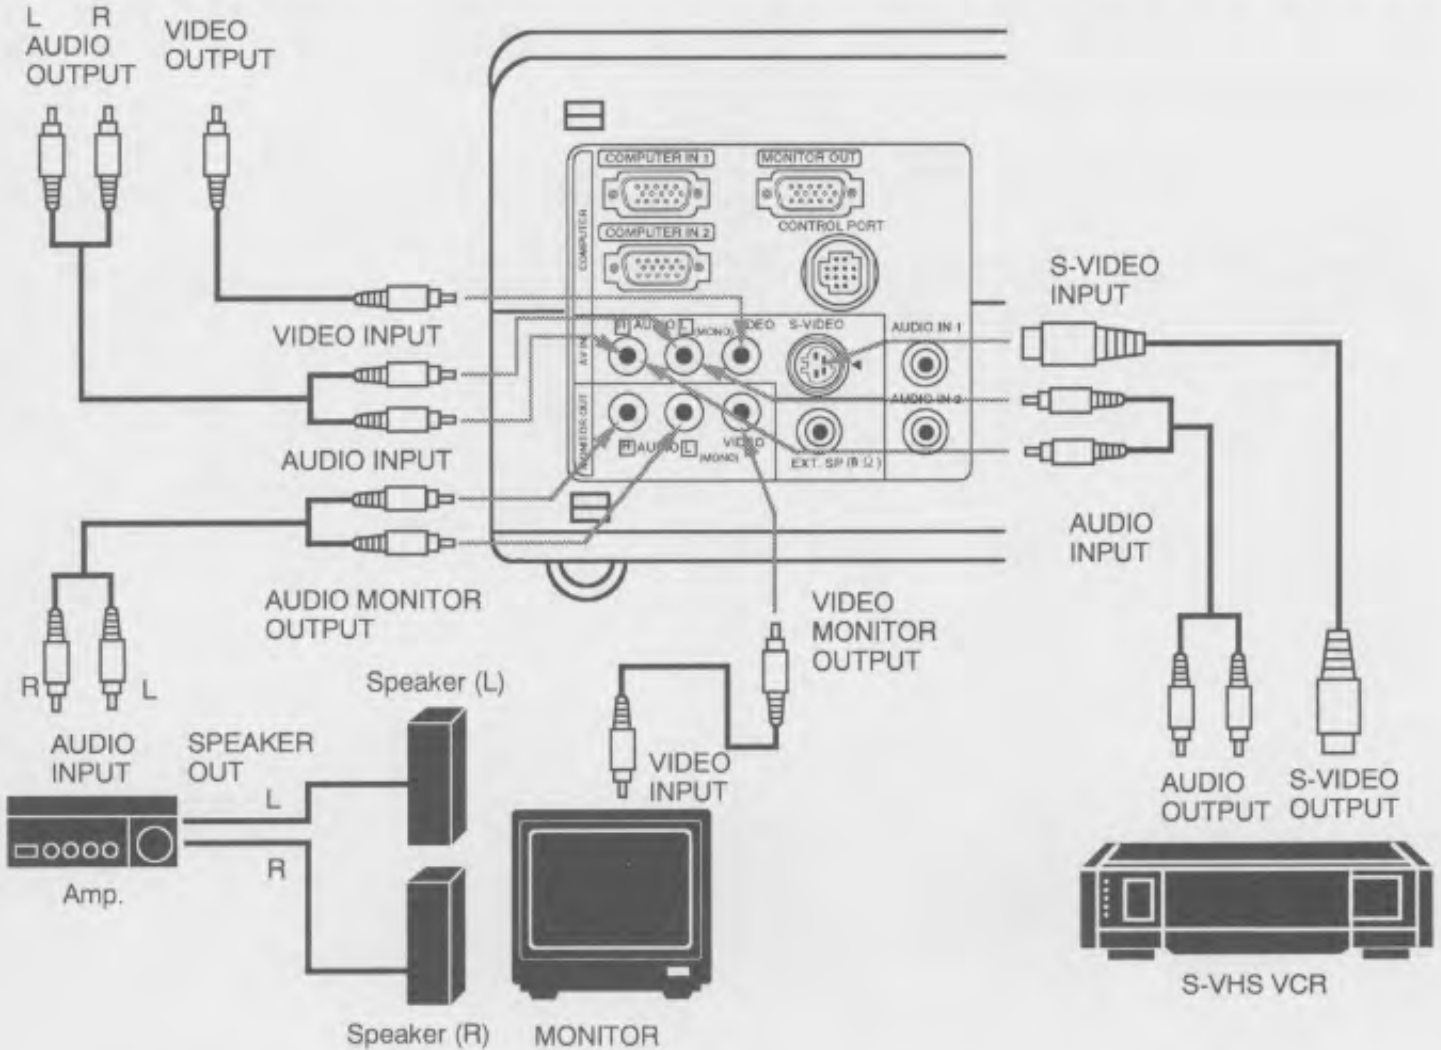 L R
AUDIO
OUTPUT
VIDEO
OUTPUT
COMPUTER IN 1
MONITOR OUT
COMPUTER IN 2
CONTROL PORT
COMPUTER
VIDEO INPUT
AV IN
R AUDIO L (MONO)
S-VIDEO
AUDIO IN 1
S-VIDEO
INPUT
AUDIO INPUT
MONITOR OUT
AUDIO IN 2
R AUDIO L (MONO) VIDEO
EXT. SP (8 Ω)
AUDIO
INPUT
AUDIO MONITOR
OUTPUT
VIDEO
MONITOR
OUTPUT
R L
AUDIO
INPUT
SPEAKER
OUT
L
R
Amp.
Speaker (L)
Speaker (R)
VIDEO
INPUT
MONITOR
AUDIO
OUTPUT
S-VIDEO
OUTPUT
S-VHS VCR